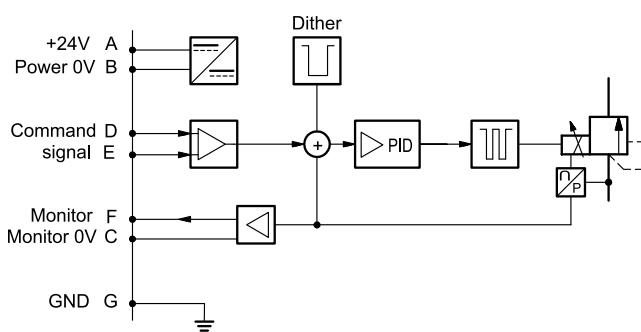 Dither
+24V A
Power 0V B
Command D
signal E
+
PID
Monitor F
Monitor 0V C
P
GND G